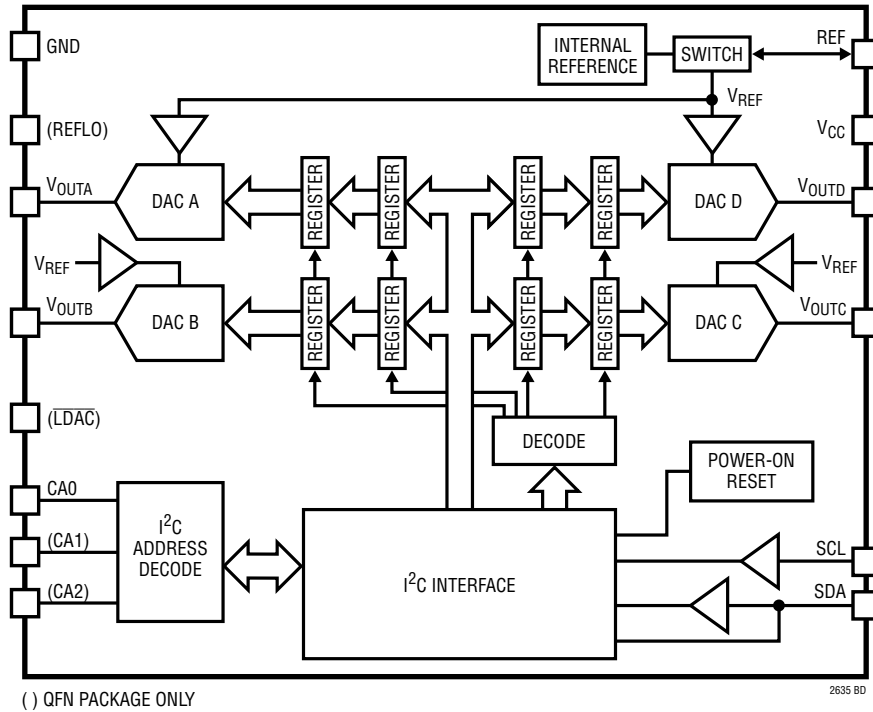 GND
INTERNAL
REFERENCE
SWITCH
REF
(REFLO)
VREF
VCC
VOUTA
DAC A
REGISTER
REGISTER
REGISTER
REGISTER
DAC D
VOUTD
VREF
VREF
VOUTB
DAC B
REGISTER
REGISTER
REGISTER
REGISTER
DAC C
VOUTC
(LDAC)
DECODE
POWER-ON
RESET
CA0
(CA1)
(CA2)
I2C
ADDRESS
DECODE
I2C INTERFACE
SCL
SDA
( ) QFN PACKAGE ONLY
2635 BD